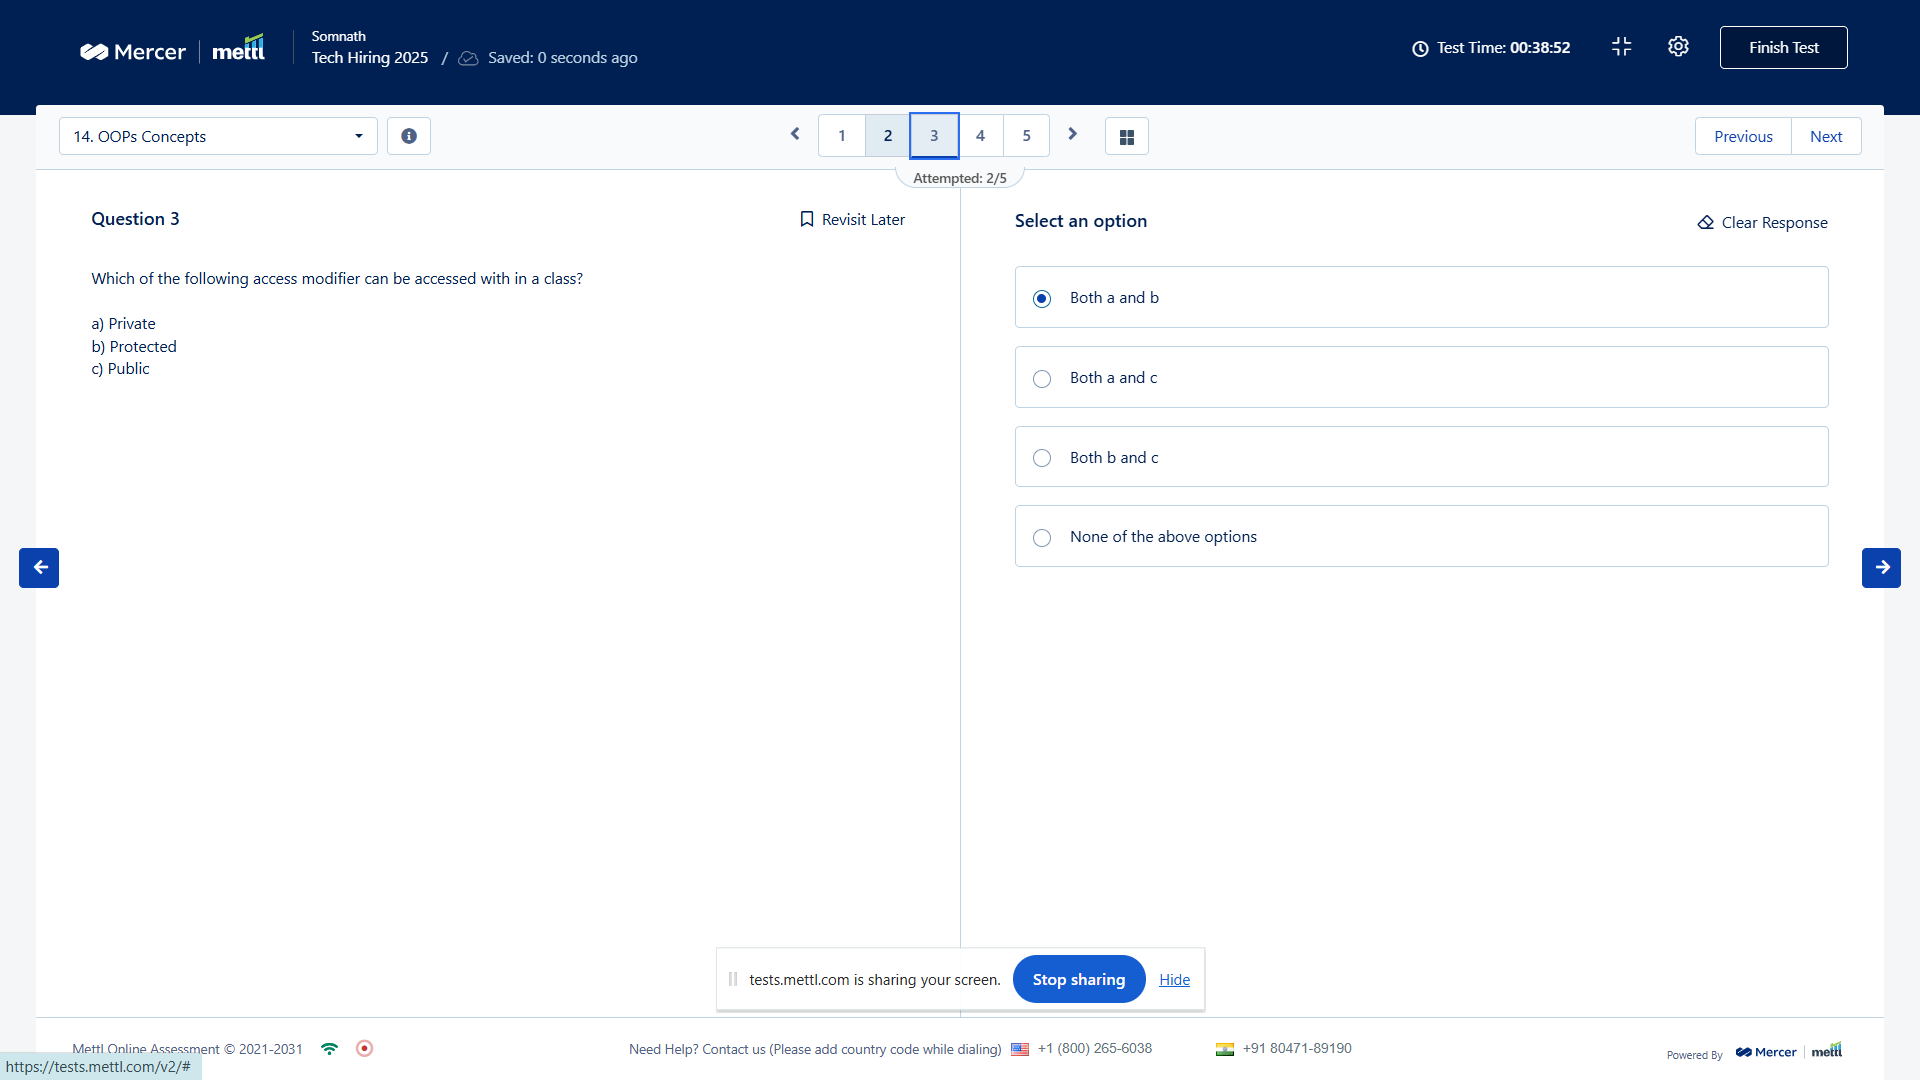 Mercer mettl
Somnath
Tech Hiring 2025 / Saved: 0 seconds ago
Test Time: 00:38:52
Finish Test
14. OOPs Concepts
1 2 3 4 5
Previous Next
Attempted: 2/5
Question 3
Revisit Later
Which of the following access modifier can be accessed with in a class?
a) Private
b) Protected
c) Public
Select an option
Clear Response
Both a and b
Both a and c
Both b and c
None of the above options
tests.mettl.com is sharing your screen. Stop sharing Hide
Mettl Online Assessment © 2021-2031
Need Help? Contact us (Please add country code while dialing) +1 (800) 265-6038 +91 80471-89190
Powered By Mercer mettl
https://tests.mettl.com/v2/#